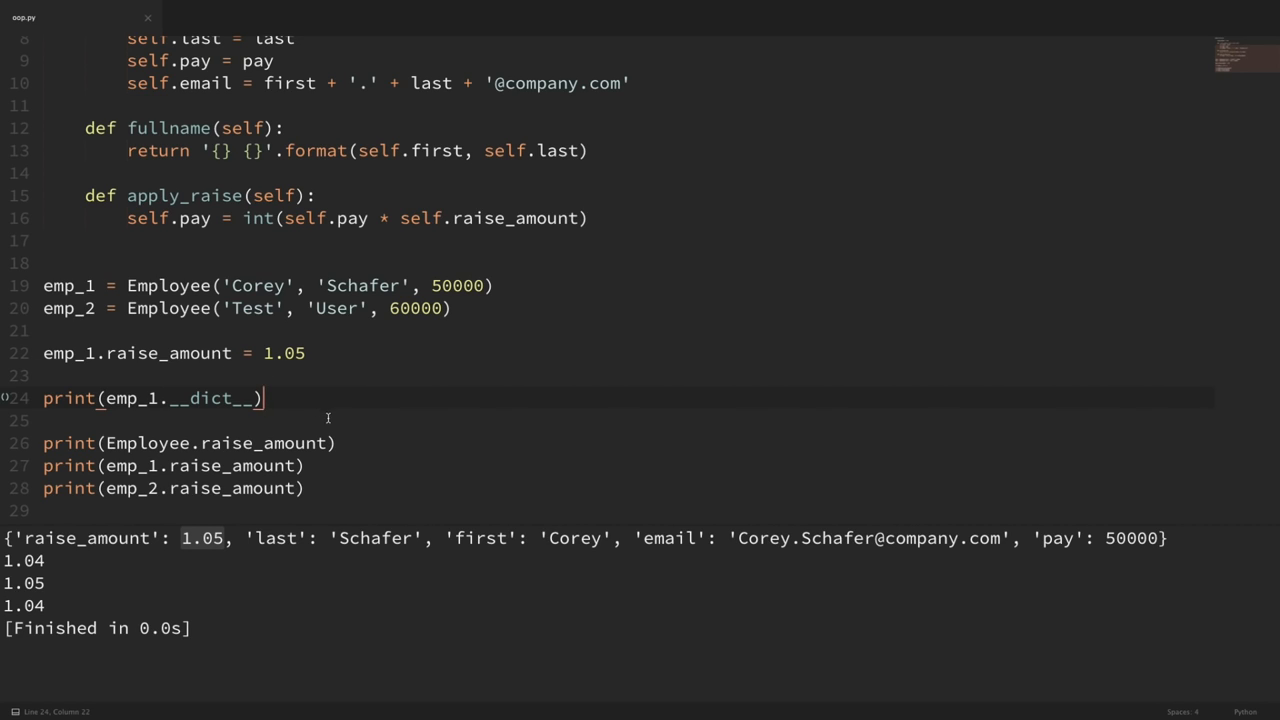 oop.py ×
8 self.last = last
9 self.pay = pay
10 self.email = first + '.' + last + '@company.com'
11
12 def fullname(self):
13 return '{} {}'.format(self.first, self.last)
14
15 def apply_raise(self):
16 self.pay = int(self.pay * self.raise_amount)
17
18
19 emp_1 = Employee('Corey', 'Schafer', 50000)
20 emp_2 = Employee('Test', 'User', 60000)
21
22 emp_1.raise_amount = 1.05
23
()24 print(emp_1.__dict__)
25
26 print(Employee.raise_amount)
27 print(emp_1.raise_amount)
28 print(emp_2.raise_amount)
29
{'raise_amount': 1.05, 'last': 'Schafer', 'first': 'Corey', 'email': 'Corey.Schafer@company.com', 'pay': 50000}
1.04
1.05
1.04
[Finished in 0.0s]
Line 24, Column 22 Spaces: 4 Python